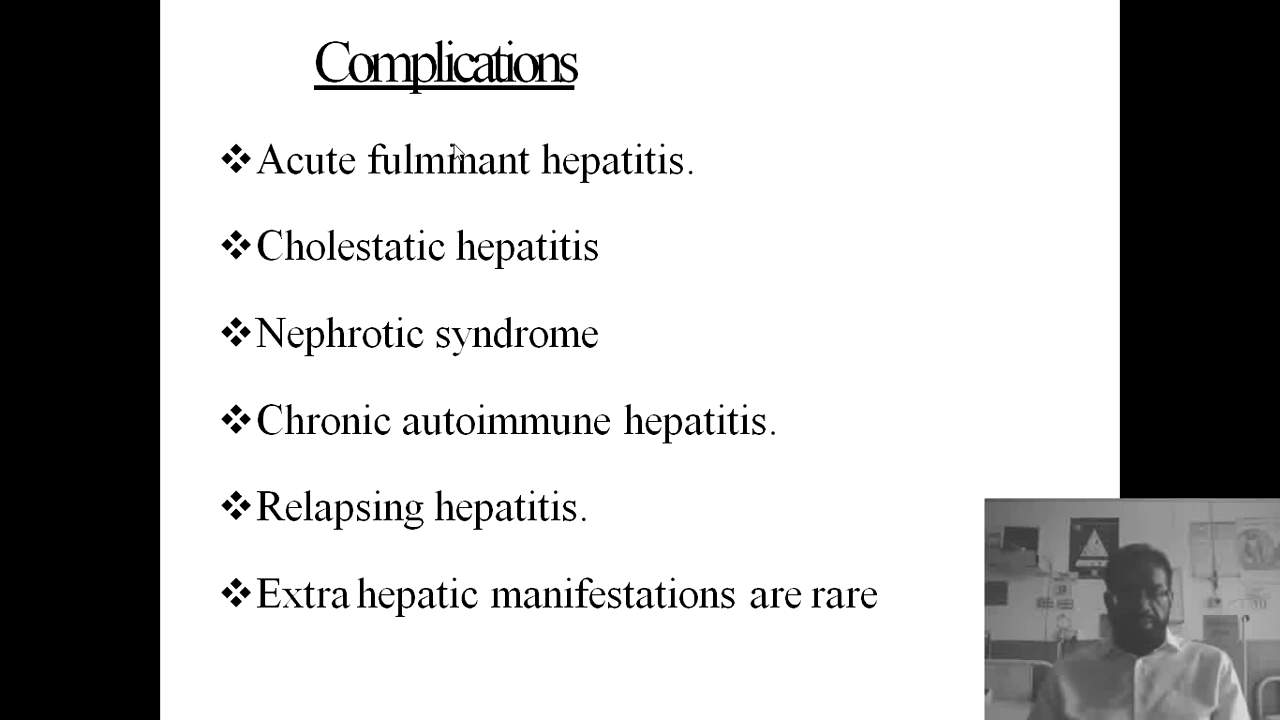 Complications
❖Acute fulminant hepatitis.
❖Cholestatic hepatitis
❖Nephrotic syndrome
❖Chronic autoimmune hepatitis.
❖Relapsing hepatitis.
❖Extra hepatic manifestations are rare